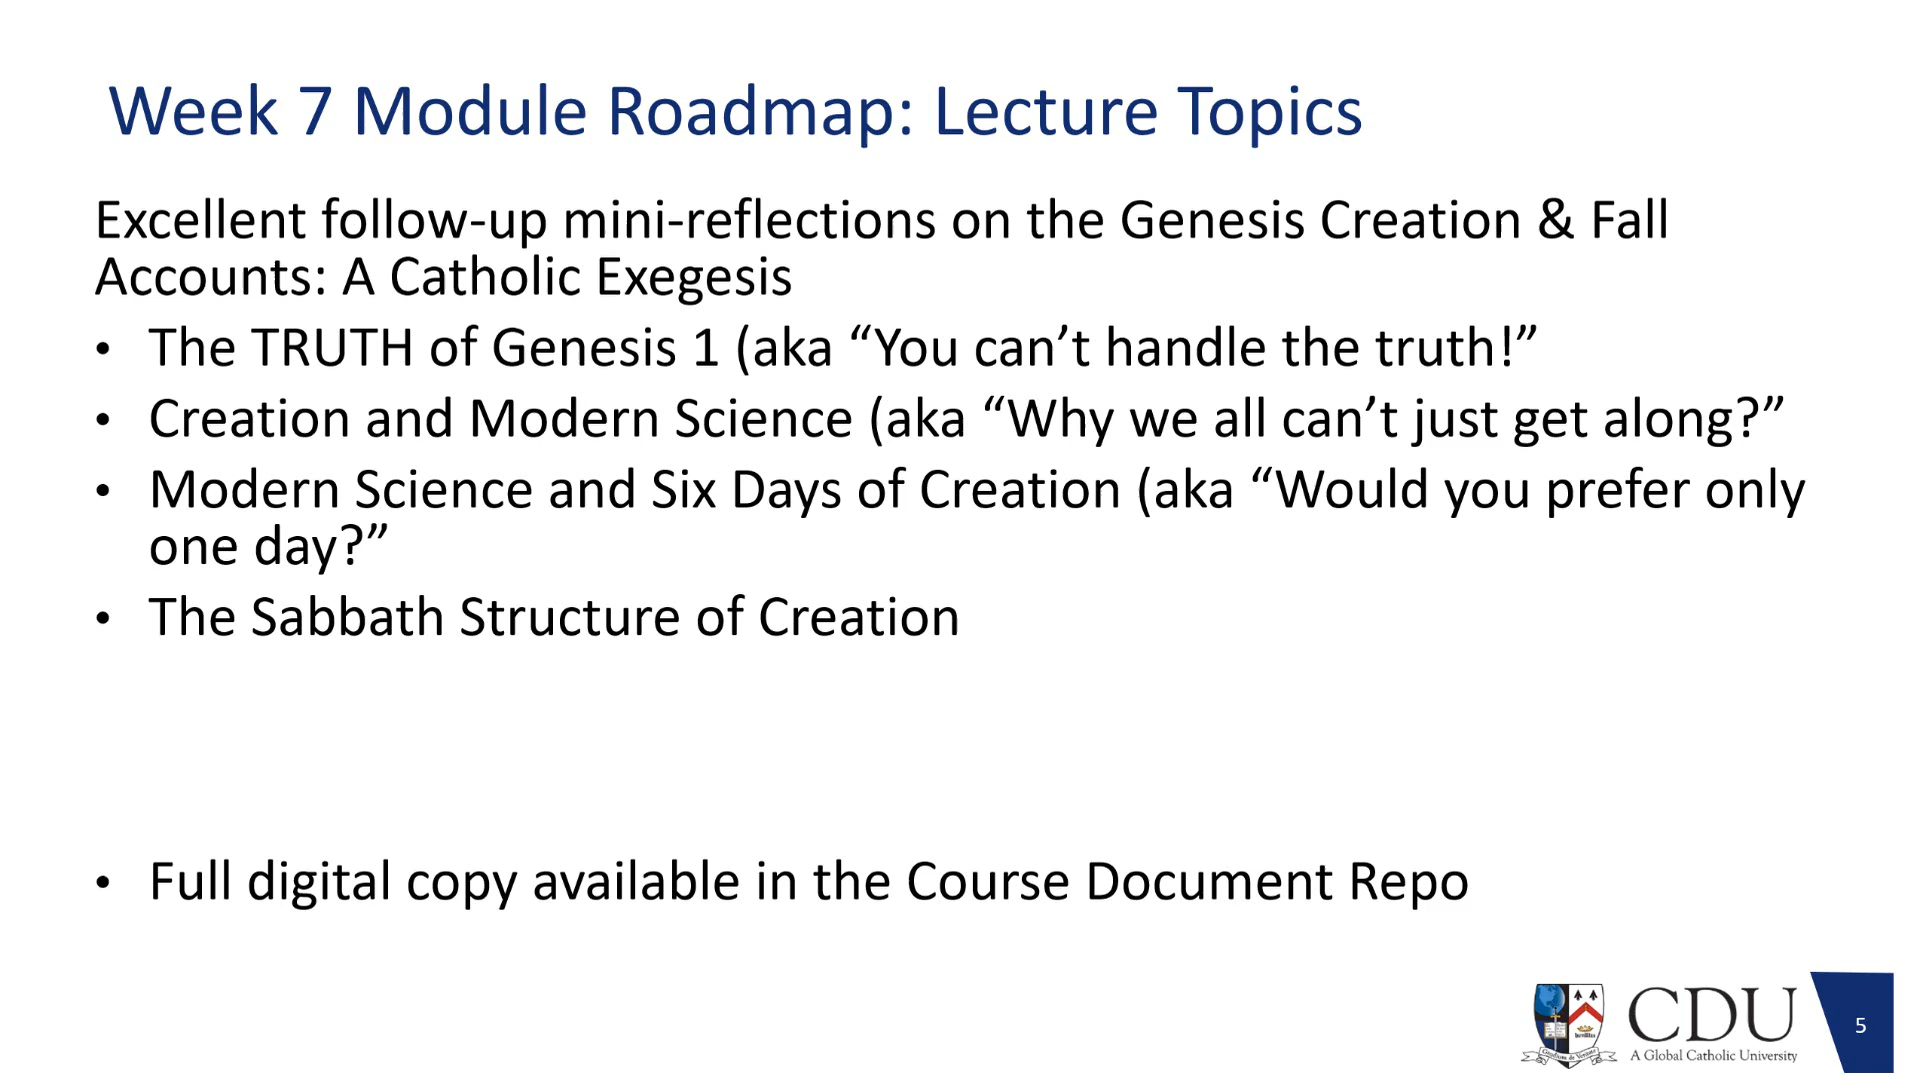 Week 7 Module Roadmap: Lecture Topics
Excellent follow-up mini-reflections on the Genesis Creation & Fall
Accounts: A Catholic Exegesis
• The TRUTH of Genesis 1 (aka “You can’t handle the truth!”
• Creation and Modern Science (aka “Why we all can’t just get along?”
• Modern Science and Six Days of Creation (aka “Would you prefer only
one day?”
• The Sabbath Structure of Creation
• Full digital copy available in the Course Document Repo
CDU
A Global Catholic University
5